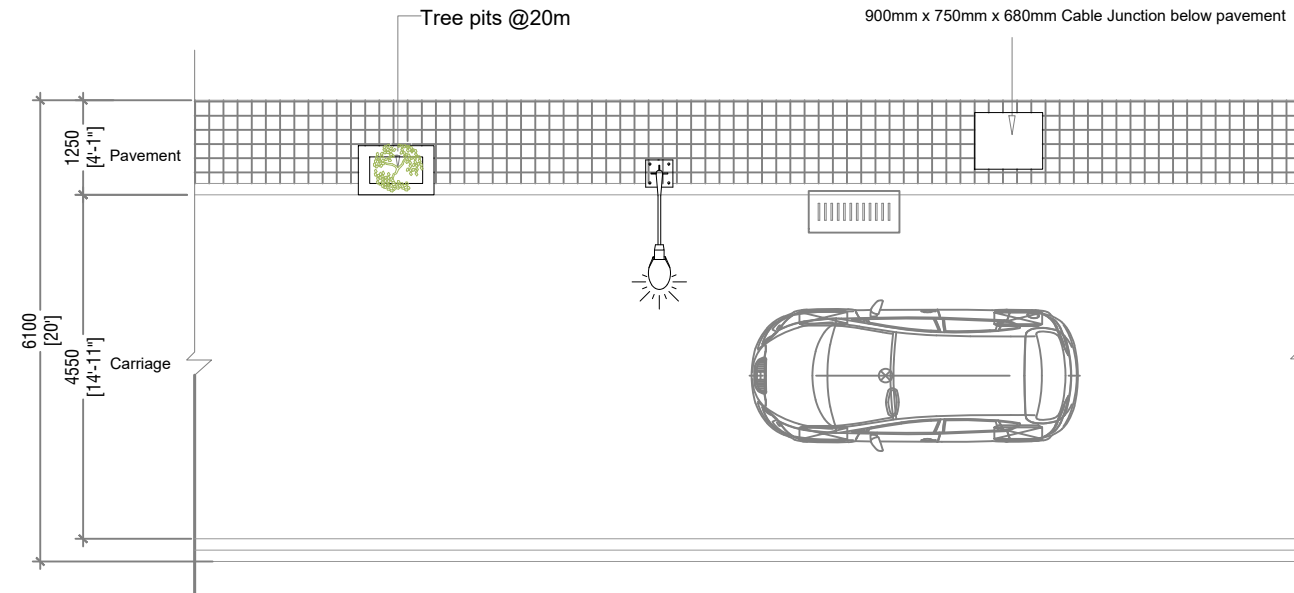 Tree pits @20m
900mm x 750mm x 680mm Cable Junction below pavement
1250
[4'-1"]
Pavement
6100
[20']
4550
[14'-11"]
Carriage